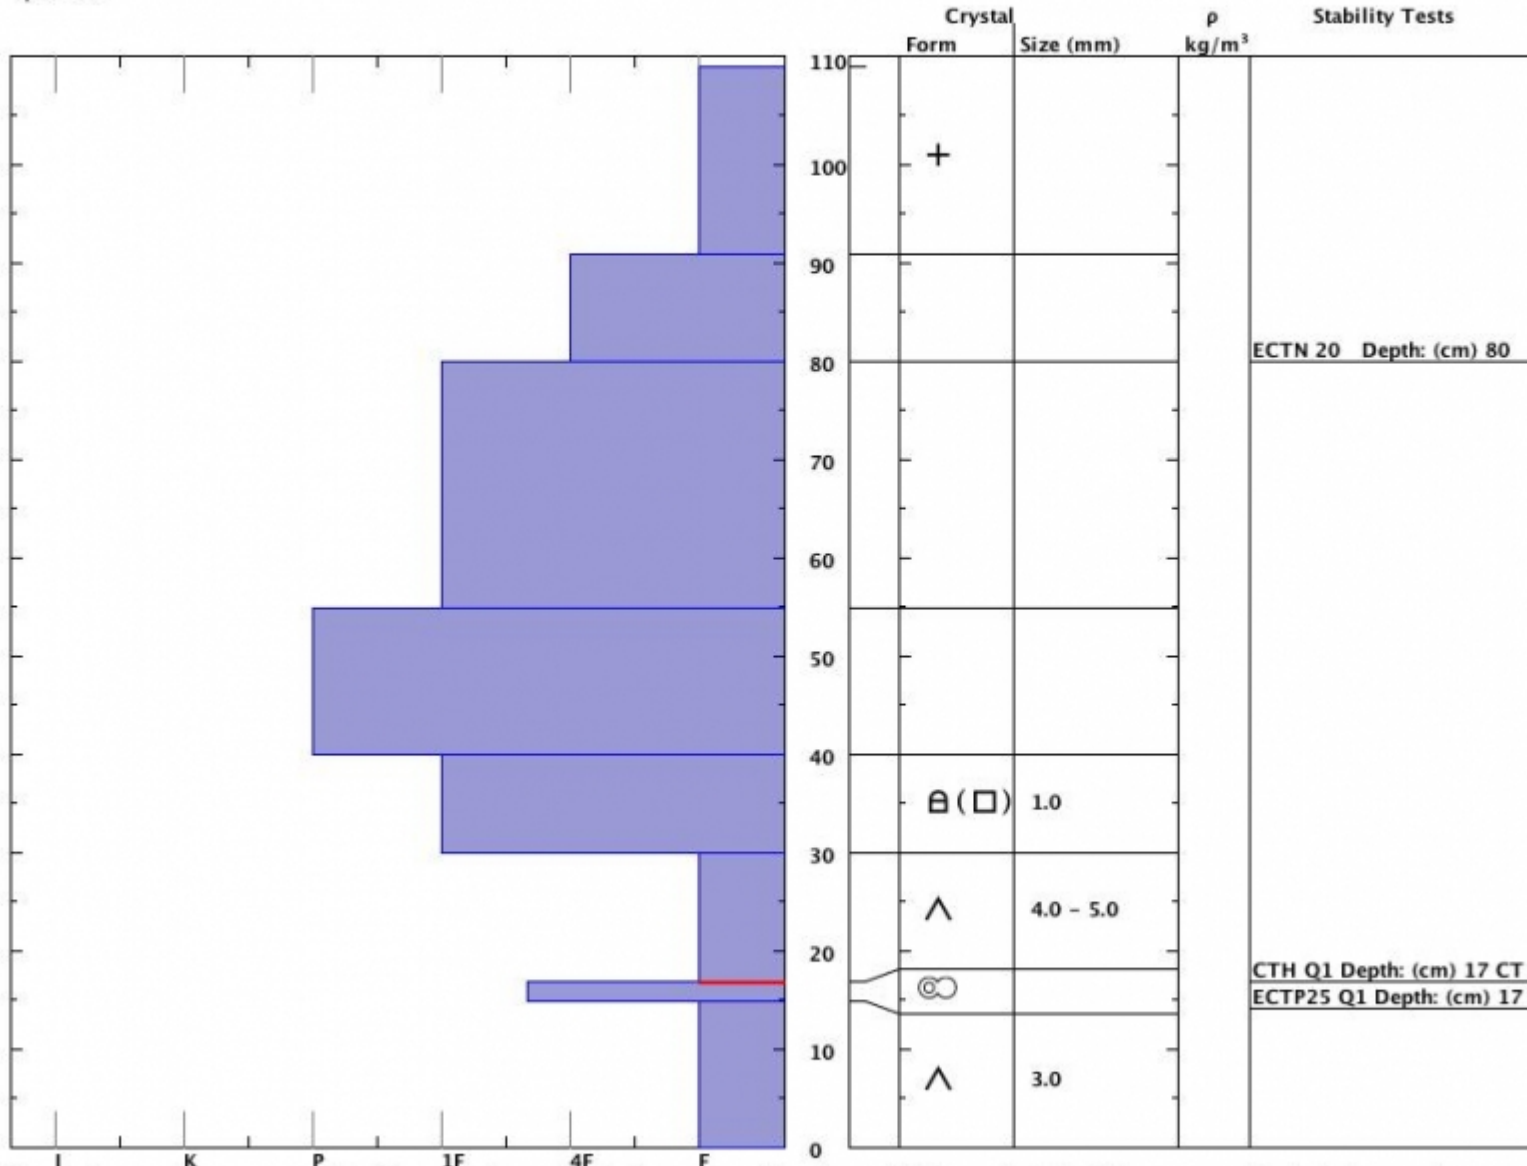 Crystal ρ Stability Tests
Form Size (mm) kg/m³
110
+
100
90
ECTN 20 Depth: (cm) 80
80
70
60
50
40
( ) 1.0
30
4.0 - 5.0
20
CTH Q1 Depth: (cm) 17 CT
ECTP25 Q1 Depth: (cm) 17
10
3.0
0
I K P 1F 4F F